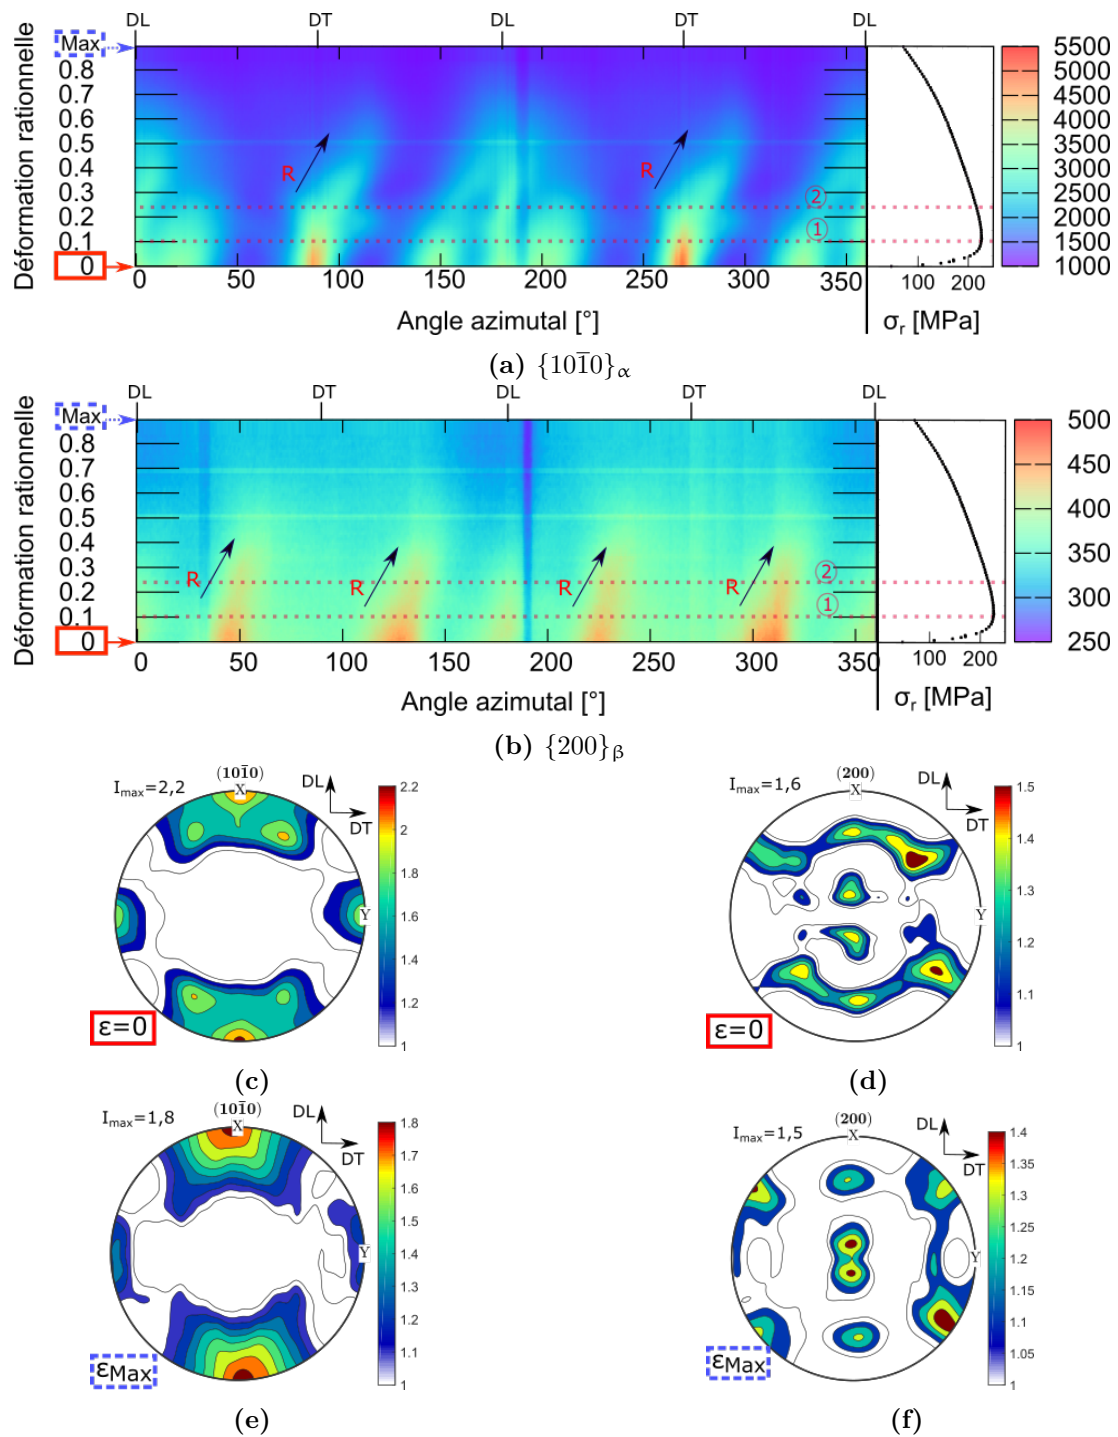 DL DT DL DT DL
Déformation rationnelle
Max
0.8
0.7
0.6
0.5
0.4
0.3
0.2
0.1
0
R R
②
①
0 50 100 150 200 250 300 350
100 200
5500
5000
4500
4000
3500
3000
2500
2000
1500
1000
Angle azimutal [°]
σr [MPa]
(a) {101̅0}α
DL DT DL DT DL
Déformation rationnelle
Max
0.8
0.7
0.6
0.5
0.4
0.3
0.2
0.1
0
R R R R
②
①
0 50 100 150 200 250 300 350
100 200
500
450
400
350
300
250
Angle azimutal [°]
σr [MPa]
(b) {200}β
Imax=2,2
(101̅0)
X
Y
DL
DT
2.2
2
1.8
1.6
1.4
1.2
1
ε=0
(c)
Imax=1,6
(200)
X
Y
DL
DT
1.5
1.4
1.3
1.2
1.1
1
ε=0
(d)
Imax=1,8
(101̅0)
X
Y
DL
DT
1.8
1.7
1.6
1.5
1.4
1.3
1.2
1.1
1
εMax
(e)
Imax=1,5
(200)
X
Y
DL
DT
1.4
1.35
1.3
1.25
1.2
1.15
1.1
1.05
1
εMax
(f)